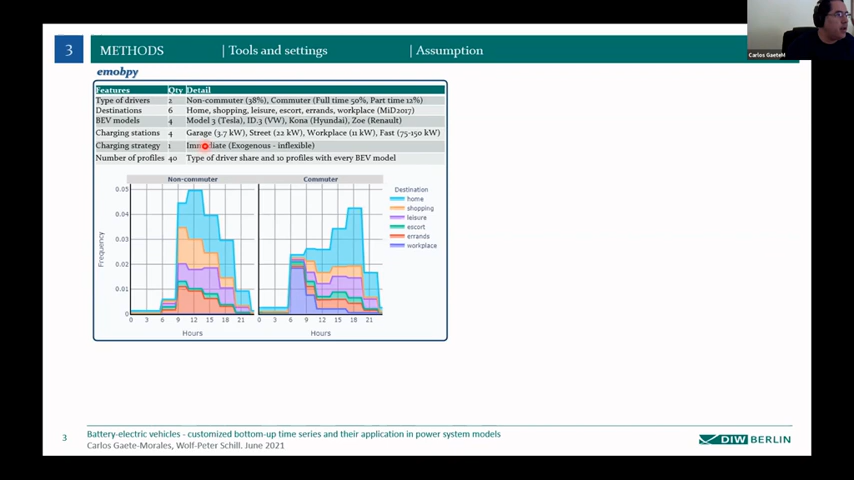 3 METHODS | Tools and settings | Assumption
emobpy
Features Qty Detail
Type of drivers 2 Non-commuter (38%), Commuter (Full time 50%, Part time 12%)
Destinations 6 Home, shopping, leisure, escort, errands, workplace (MiD2017)
BEV models 4 Model 3 (Tesla), ID.3 (VW), Kona (Hyundai), Zoe (Renault)
Charging stations 4 Garage (3.7 kW), Street (22 kW), Workplace (11 kW), Fast (75-150 kW)
Charging strategy 1 Immediate (Exogenous - inflexible)
Number of profiles 40 Type of driver share and 10 profiles with every BEV model
Non-commuter Commuter
Destination
home
shopping
leisure
escort
errands
workplace
Frequency
0.05
0.04
0.03
0.02
0.01
0
0 3 6 9 12 15 18 21 0 3 6 9 12 15 18 21
Hours Hours
3
Battery-electric vehicles - customized bottom-up time series and their application in power system models
Carlos Gaete-Morales, Wolf-Peter Schill. June 2021
DIW BERLIN
Carlos GaeteM